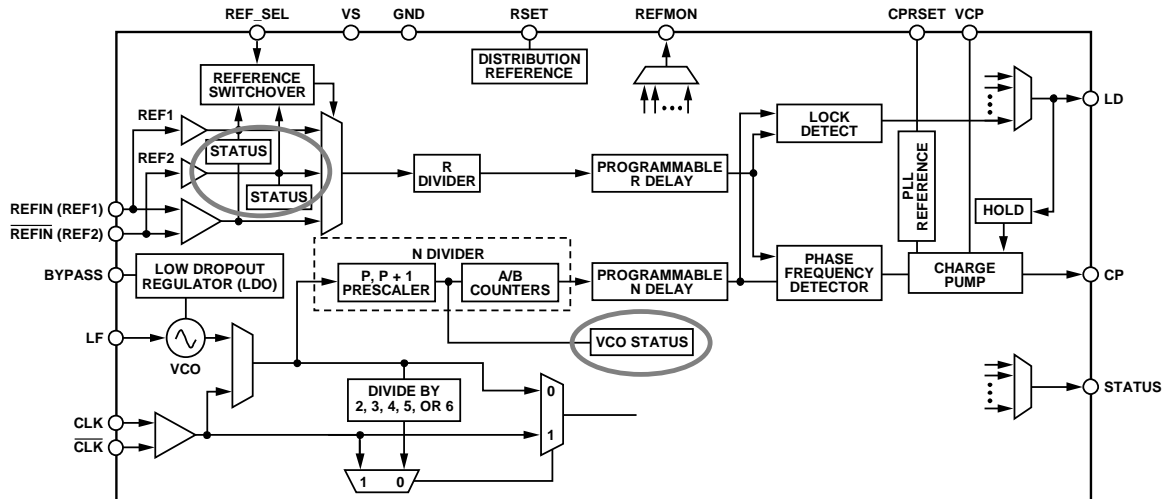 REF_SEL
VS
GND
RSET
REFMON
CPRSET
VCP
DISTRIBUTION
REFERENCE
REFERENCE
SWITCHOVER
REF1
STATUS
REF2
STATUS
R
DIVIDER
PROGRAMMABLE
R DELAY
LOCK
DETECT
LD
PLL
REFERENCE
HOLD
REFIN (REF1)
REFIN (REF2)
BYPASS
LOW DROPOUT
REGULATOR (LDO)
N DIVIDER
P, P + 1
PRESCALER
A/B
COUNTERS
PROGRAMMABLE
N DELAY
PHASE
FREQUENCY
DETECTOR
CHARGE
PUMP
CP
LF
VCO
VCO STATUS
STATUS
DIVIDE BY
2, 3, 4, 5, OR 6
0
1
CLK
CLK
1
0